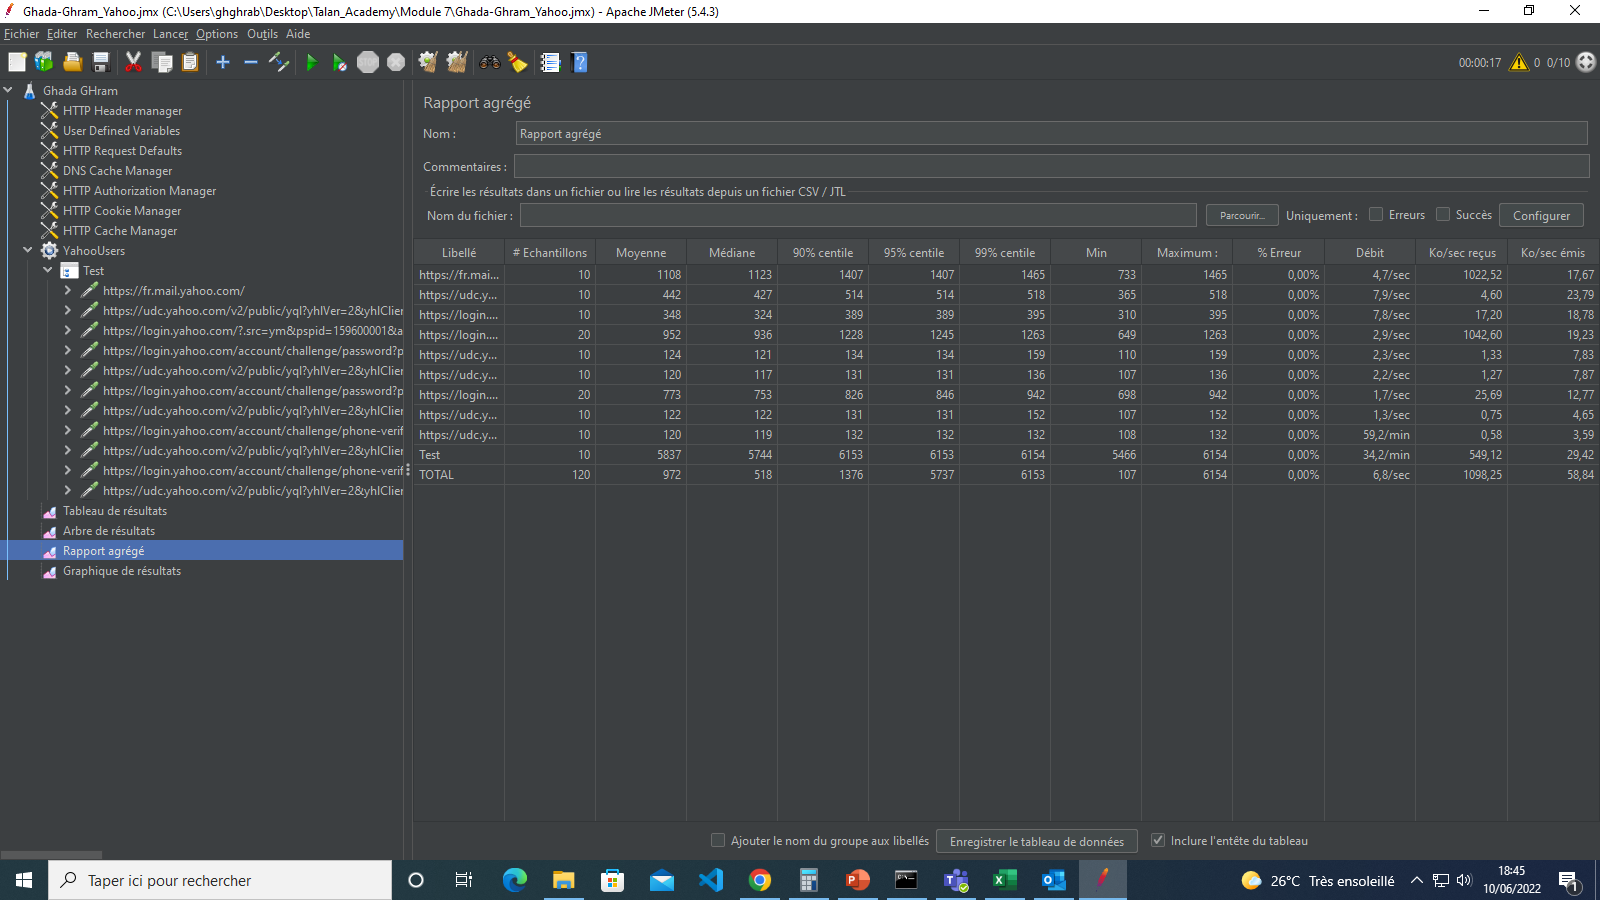 Ghada-Ghram_Yahoo.jmx (C:\Users\ghghrab\Desktop\Talan_Academy\Module 7\Ghada-Ghram_Yahoo.jmx) - Apache JMeter (5.4.3)
Fichier Editer Rechercher Lancer Options Outils Aide
STOP ? 00:00:17 0 0/10
Ghada GHram
HTTP Header manager
User Defined Variables
HTTP Request Defaults
DNS Cache Manager
HTTP Authorization Manager
HTTP Cookie Manager
HTTP Cache Manager
YahooUsers
Test
https://fr.mail.yahoo.com/
https://udc.yahoo.com/v2/public/yql?yhlVer=2&yhlClien
https://login.yahoo.com/?.src=ym&pspid=159600001&a
https://login.yahoo.com/account/challenge/password?p
https://udc.yahoo.com/v2/public/yql?yhlVer=2&yhlClien
https://login.yahoo.com/account/challenge/password?p
https://udc.yahoo.com/v2/public/yql?yhlVer=2&yhlClien
https://login.yahoo.com/account/challenge/phone-verif
https://udc.yahoo.com/v2/public/yql?yhlVer=2&yhlClien
https://login.yahoo.com/account/challenge/phone-verif
https://udc.yahoo.com/v2/public/yql?yhlVer=2&yhlClien
Tableau de résultats
Arbre de résultats
Rapport agrégé
Graphique de résultats
Rapport agrégé
Nom : Rapport agrégé
Commentaires :
Écrire les résultats dans un fichier ou lire les résultats depuis un fichier CSV / JTL
Nom du fichier : Parcourir... Uniquement : Erreurs Succès Configurer
Libellé # Echantillons Moyenne Médiane 90% centile 95% centile 99% centile Min Maximum : % Erreur Débit Ko/sec reçus Ko/sec émis
https://fr.mai... 10 1108 1123 1407 1407 1465 733 1465 0,00% 4,7/sec 1022,52 17,67
https://udc.y... 10 442 427 514 514 518 365 518 0,00% 7,9/sec 4,60 23,79
https://login.... 10 348 324 389 389 395 310 395 0,00% 7,8/sec 17,20 18,78
https://login.... 20 952 936 1228 1245 1263 649 1263 0,00% 2,9/sec 1042,60 19,23
https://udc.y... 10 124 121 134 134 159 110 159 0,00% 2,3/sec 1,33 7,83
https://udc.y... 10 120 117 131 131 136 107 136 0,00% 2,2/sec 1,27 7,87
https://login.... 20 773 753 826 846 942 698 942 0,00% 1,7/sec 25,69 12,77
https://udc.y... 10 122 122 131 131 152 107 152 0,00% 1,3/sec 0,75 4,65
https://udc.y... 10 120 119 132 132 132 108 132 0,00% 59,2/min 0,58 3,59
Test 10 5837 5744 6153 6153 6154 5466 6154 0,00% 34,2/min 549,12 29,42
TOTAL 120 972 518 1376 5737 6153 107 6154 0,00% 6,8/sec 1098,25 58,84
Ajouter le nom du groupe aux libellés Enregistrer le tableau de données Inclure l'entête du tableau
Taper ici pour rechercher 26°C Très ensoleillé 18:45
10/06/2022 1